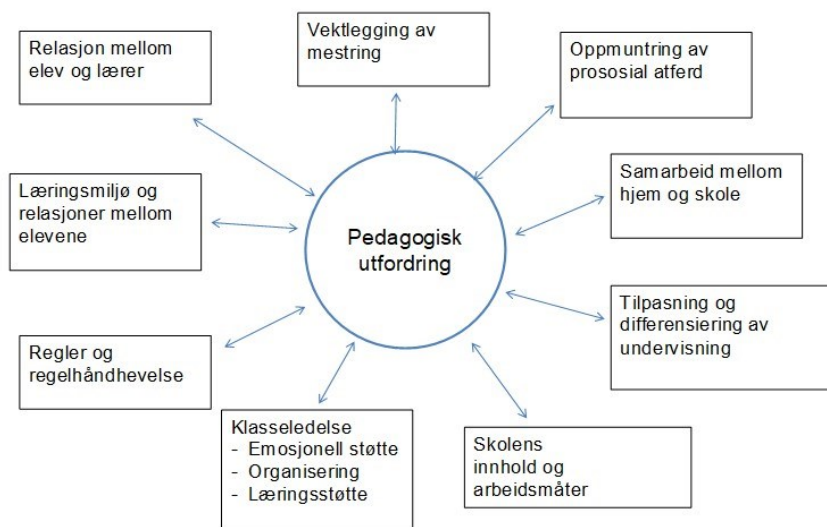 Relasjon mellom
elev og lærer
Vektlegging av
mestring
Oppmuntring av
prososial atferd
Læringsmiljø og
relasjoner mellom
elevene
Pedagogisk
utfordring
Samarbeid mellom
hjem og skole
Tilpasning og
differensiering av
undervisning
Regler og
regelhåndhevelse
Klasseledelse
- Emosjonell støtte
- Organisering
- Læringsstøtte
Skolens
innhold og
arbeidsmåter